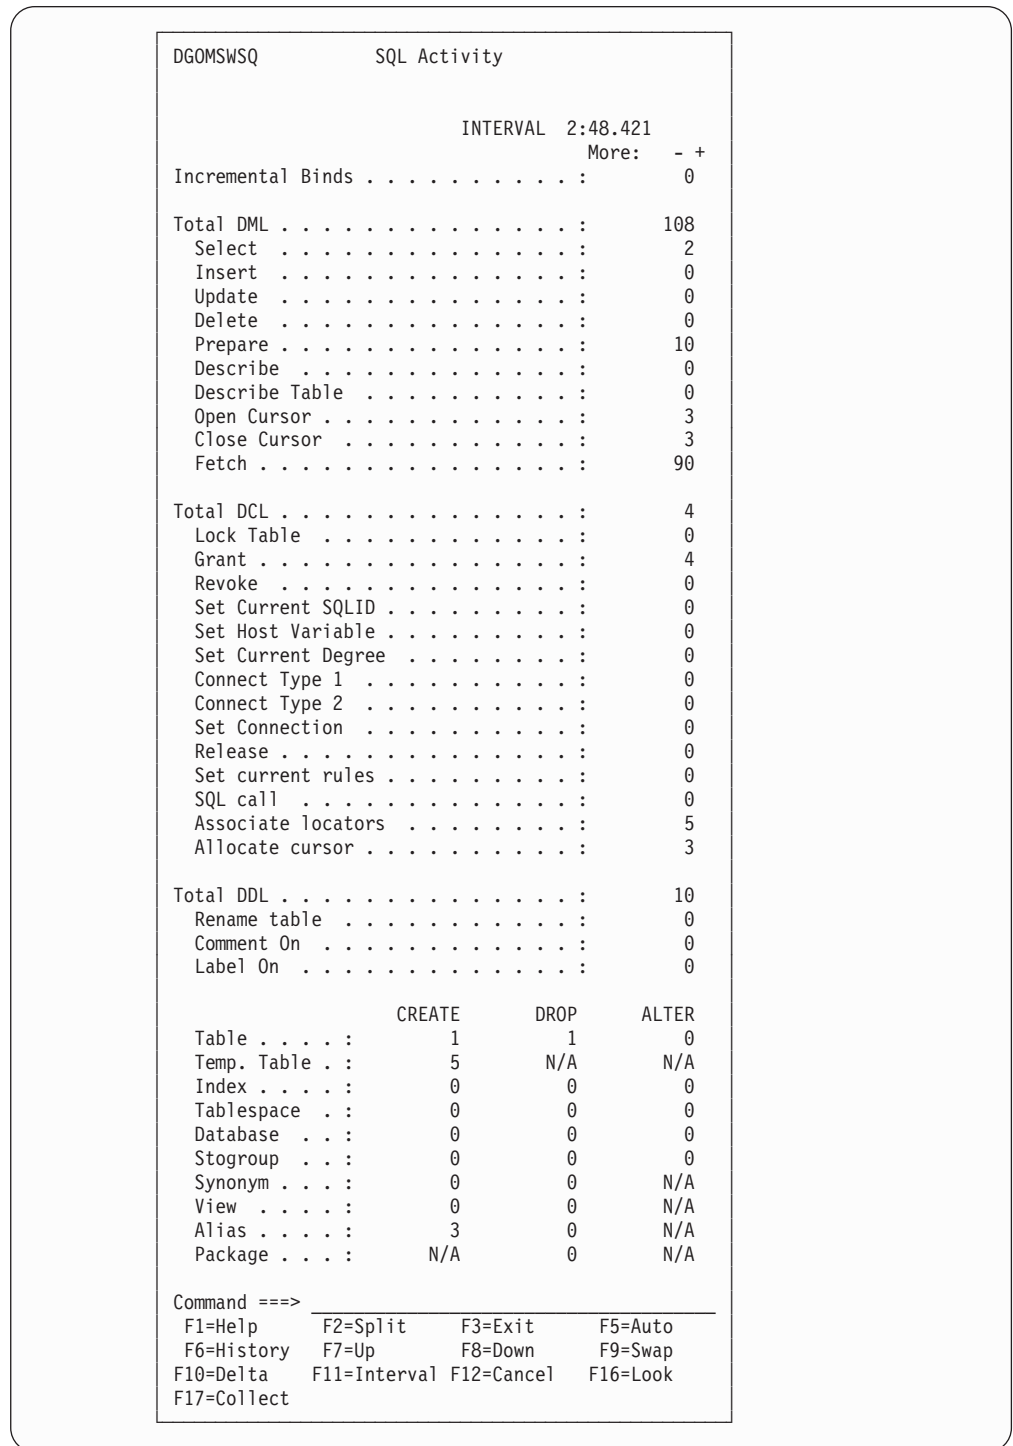 DGOMSWSQ SQL Activity
INTERVAL 2:48.421
More: - +
Incremental Binds . . . . . . . . . . . : 0
Total DML . . . . . . . . . . . . . . . : 108
Select . . . . . . . . . . . . . . : 2
Insert . . . . . . . . . . . . . . : 0
Update . . . . . . . . . . . . . . : 0
Delete . . . . . . . . . . . . . . : 0
Prepare . . . . . . . . . . . . . . : 10
Describe . . . . . . . . . . . . . : 0
Describe Table . . . . . . . . . . : 0
Open Cursor . . . . . . . . . . . . : 3
Close Cursor . . . . . . . . . . . : 3
Fetch . . . . . . . . . . . . . . . : 90
Total DCL . . . . . . . . . . . . . . . : 4
Lock Table . . . . . . . . . . . . : 0
Grant . . . . . . . . . . . . . . . : 4
Revoke . . . . . . . . . . . . . . : 0
Set Current SQLID . . . . . . . . . : 0
Set Host Variable . . . . . . . . . : 0
Set Current Degree . . . . . . . . : 0
Connect Type 1 . . . . . . . . . . : 0
Connect Type 2 . . . . . . . . . . : 0
Set Connection . . . . . . . . . . : 0
Release . . . . . . . . . . . . . . : 0
Set current rules . . . . . . . . . : 0
SQL call . . . . . . . . . . . . . : 0
Associate locators . . . . . . . . : 5
Allocate cursor . . . . . . . . . . : 3
Total DDL . . . . . . . . . . . . . . . : 10
Rename table . . . . . . . . . . . : 0
Comment On . . . . . . . . . . . . : 0
Label On . . . . . . . . . . . . . : 0
CREATE DROP ALTER
Table . . . . : 1 1 0
Temp. Table . : 5 N/A N/A
Index . . . . : 0 0 0
Tablespace . : 0 0 0
Database . . : 0 0 0
Stogroup . . : 0 0 0
Synonym . . . : 0 0 N/A
View . . . . : 0 0 N/A
Alias . . . . : 3 0 N/A
Package . . . : N/A 0 N/A
Command ===> ______________________________________
F1=Help F2=Split F3=Exit F5=Auto
F6=History F7=Up F8=Down F9=Swap
F10=Delta F11=Interval F12=Cancel F16=Look
F17=Collect